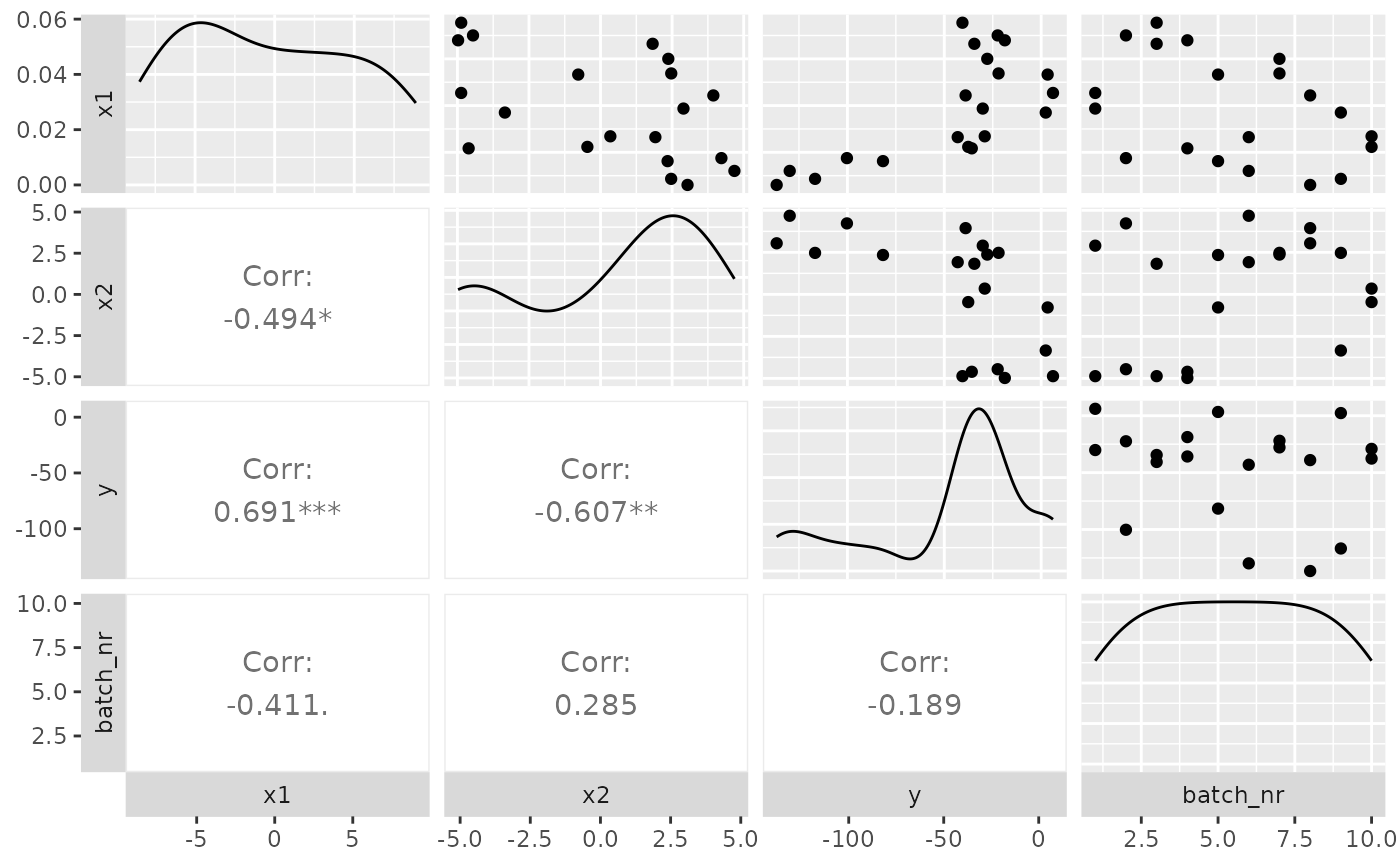 0.06
0.04
0.02
0.00
x1
5.0
2.5
0.0
-2.5
-5.0
x2
Corr:
-0.494*
0
-50
-100
y
Corr:
0.691***
Corr:
-0.607**
10.0
7.5
5.0
2.5
batch_nr
Corr:
-0.411.
Corr:
0.285
Corr:
-0.189
x1 x2 y batch_nr
-5 0 5 -5.0 -2.5 0.0 2.5 5.0 -100 -50 0 2.5 5.0 7.5 10.0